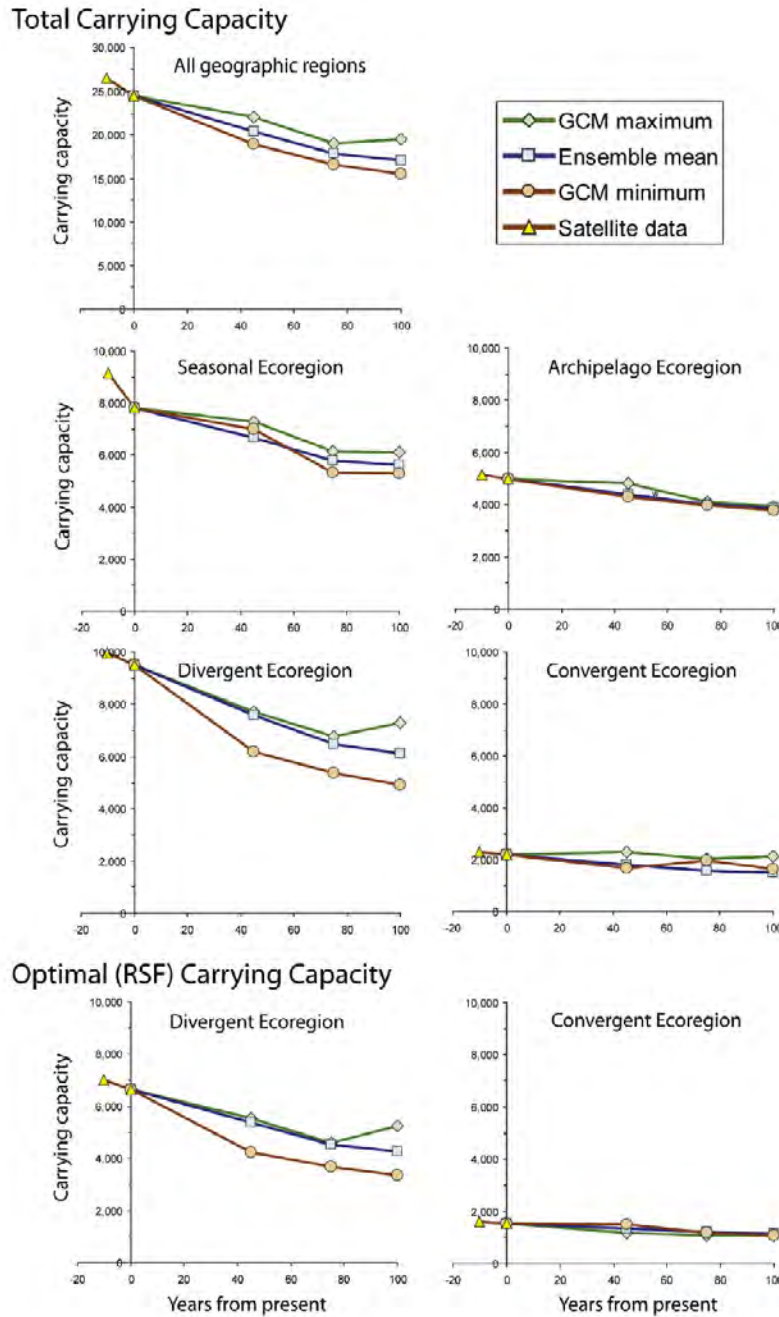 Total Carrying Capacity
All geographic regions
Carrying capacity
30,000
25,000
20,000
15,000
10,000
5,000
0
0 20 40 60 80 100
GCM maximum
Ensemble mean
GCM minimum
Satellite data
Seasonal Ecoregion
Carrying capacity
10,000
8,000
6,000
4,000
2,000
0
-20 0 20 40 60 80 100
Archipelago Ecoregion
10,000
8,000
6,000
4,000
2,000
0
-20 0 20 40 60 80 100
Divergent Ecoregion
Carrying capacity
10,000
8,000
6,000
4,000
2,000
0
-20 0 20 40 60 80 100
Convergent Ecoregion
10,000
8,000
6,000
4,000
2,000
0
-20 0 20 40 60 80 100
Optimal (RSF) Carrying Capacity
Divergent Ecoregion
Carrying capacity
10,000
8,000
6,000
4,000
2,000
0
-20 0 20 40 60 80 100
Years from present
Convergent Ecoregion
10,000
8,000
6,000
4,000
2,000
0
-20 0 20 40 60 80 100
Years from present